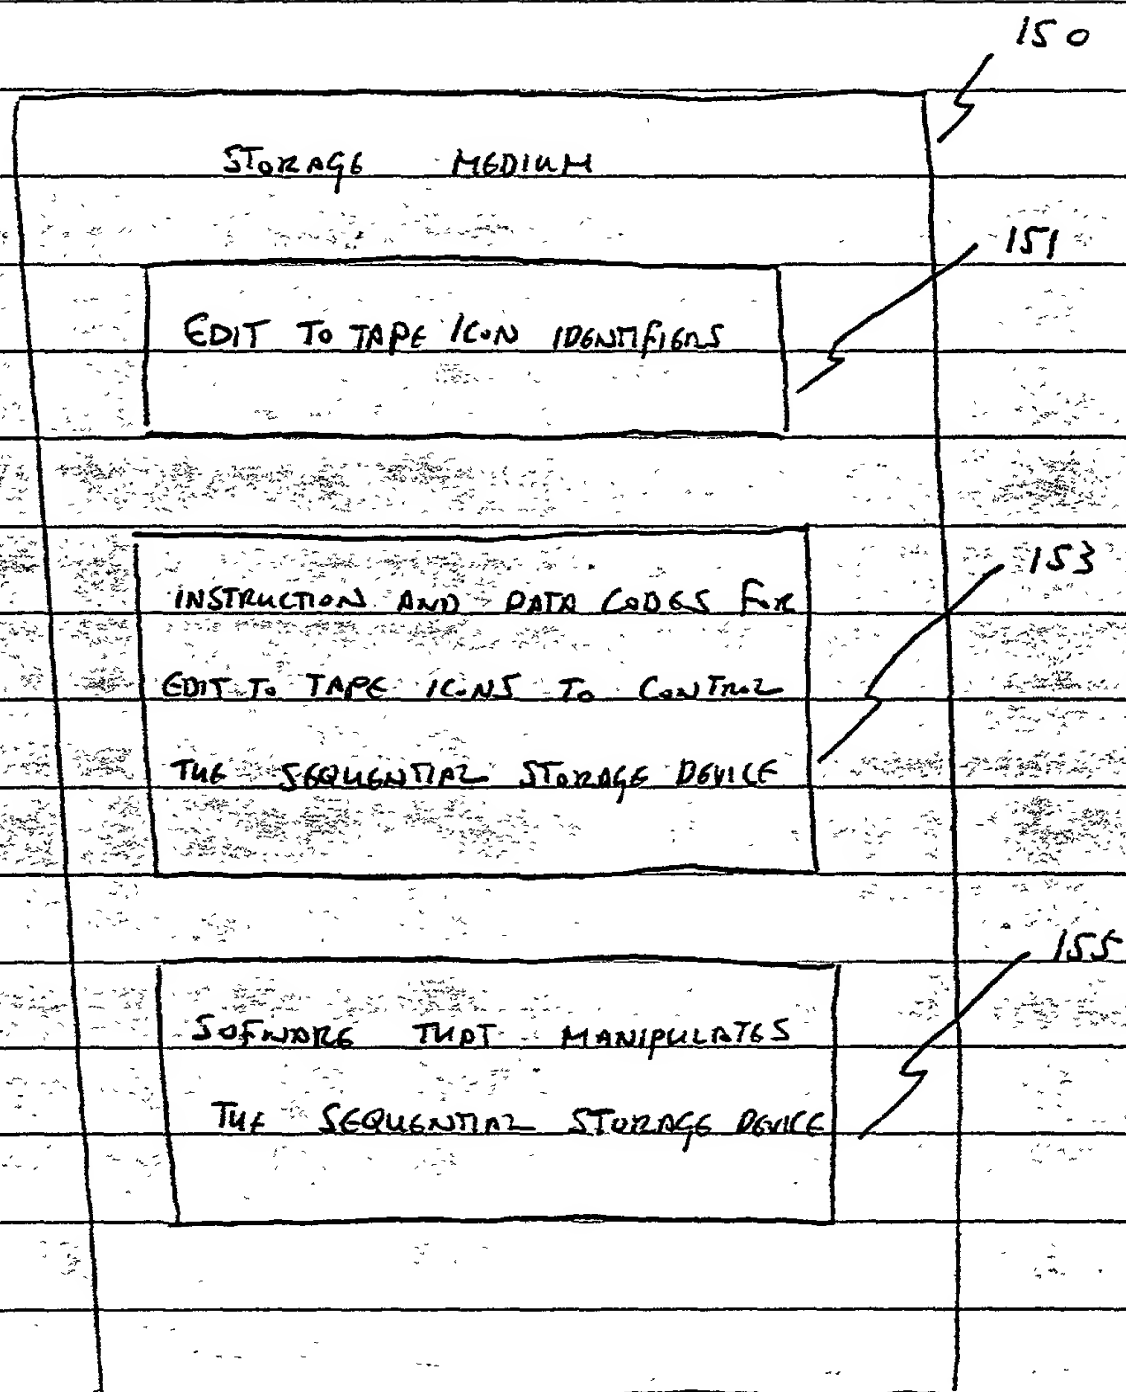 150
STORAGE MEDIUM
151
EDIT TO TAPE ICON IDENTIFIERS
153
INSTRUCTION AND DATA CODES FOR
EDIT TO TAPE ICONS TO CONTROL
THE SEQUENTIAL STORAGE DEVICE
155
SOFWARE THAT MANIPULATES
THE SEQUENTIAL STORAGE DEVICE